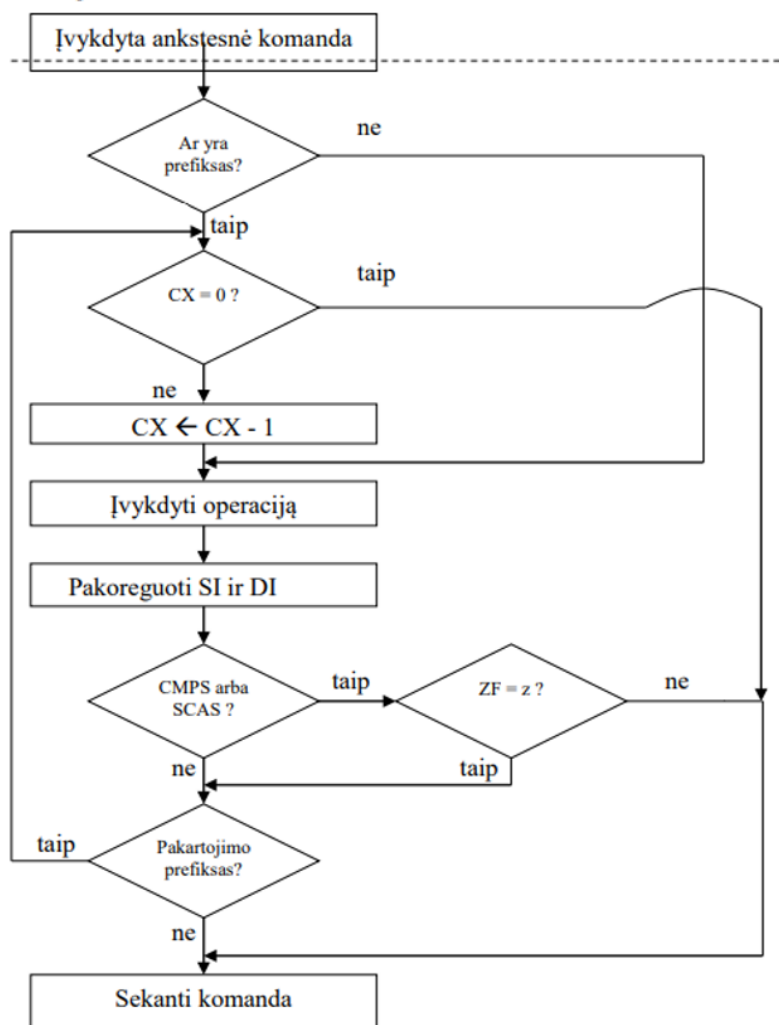 Įvykdyta ankstesnė komanda
Ar yra
prefiksas?
ne
taip
CX = 0 ?
taip
ne
CX ← CX - 1
Įvykdyti operaciją
Pakoreguoti SI ir DI
CMPS arba
SCAS ?
taip
ZF = z ?
ne
ne
taip
Pakartojimo
prefiksas?
taip
ne
Sekanti komanda